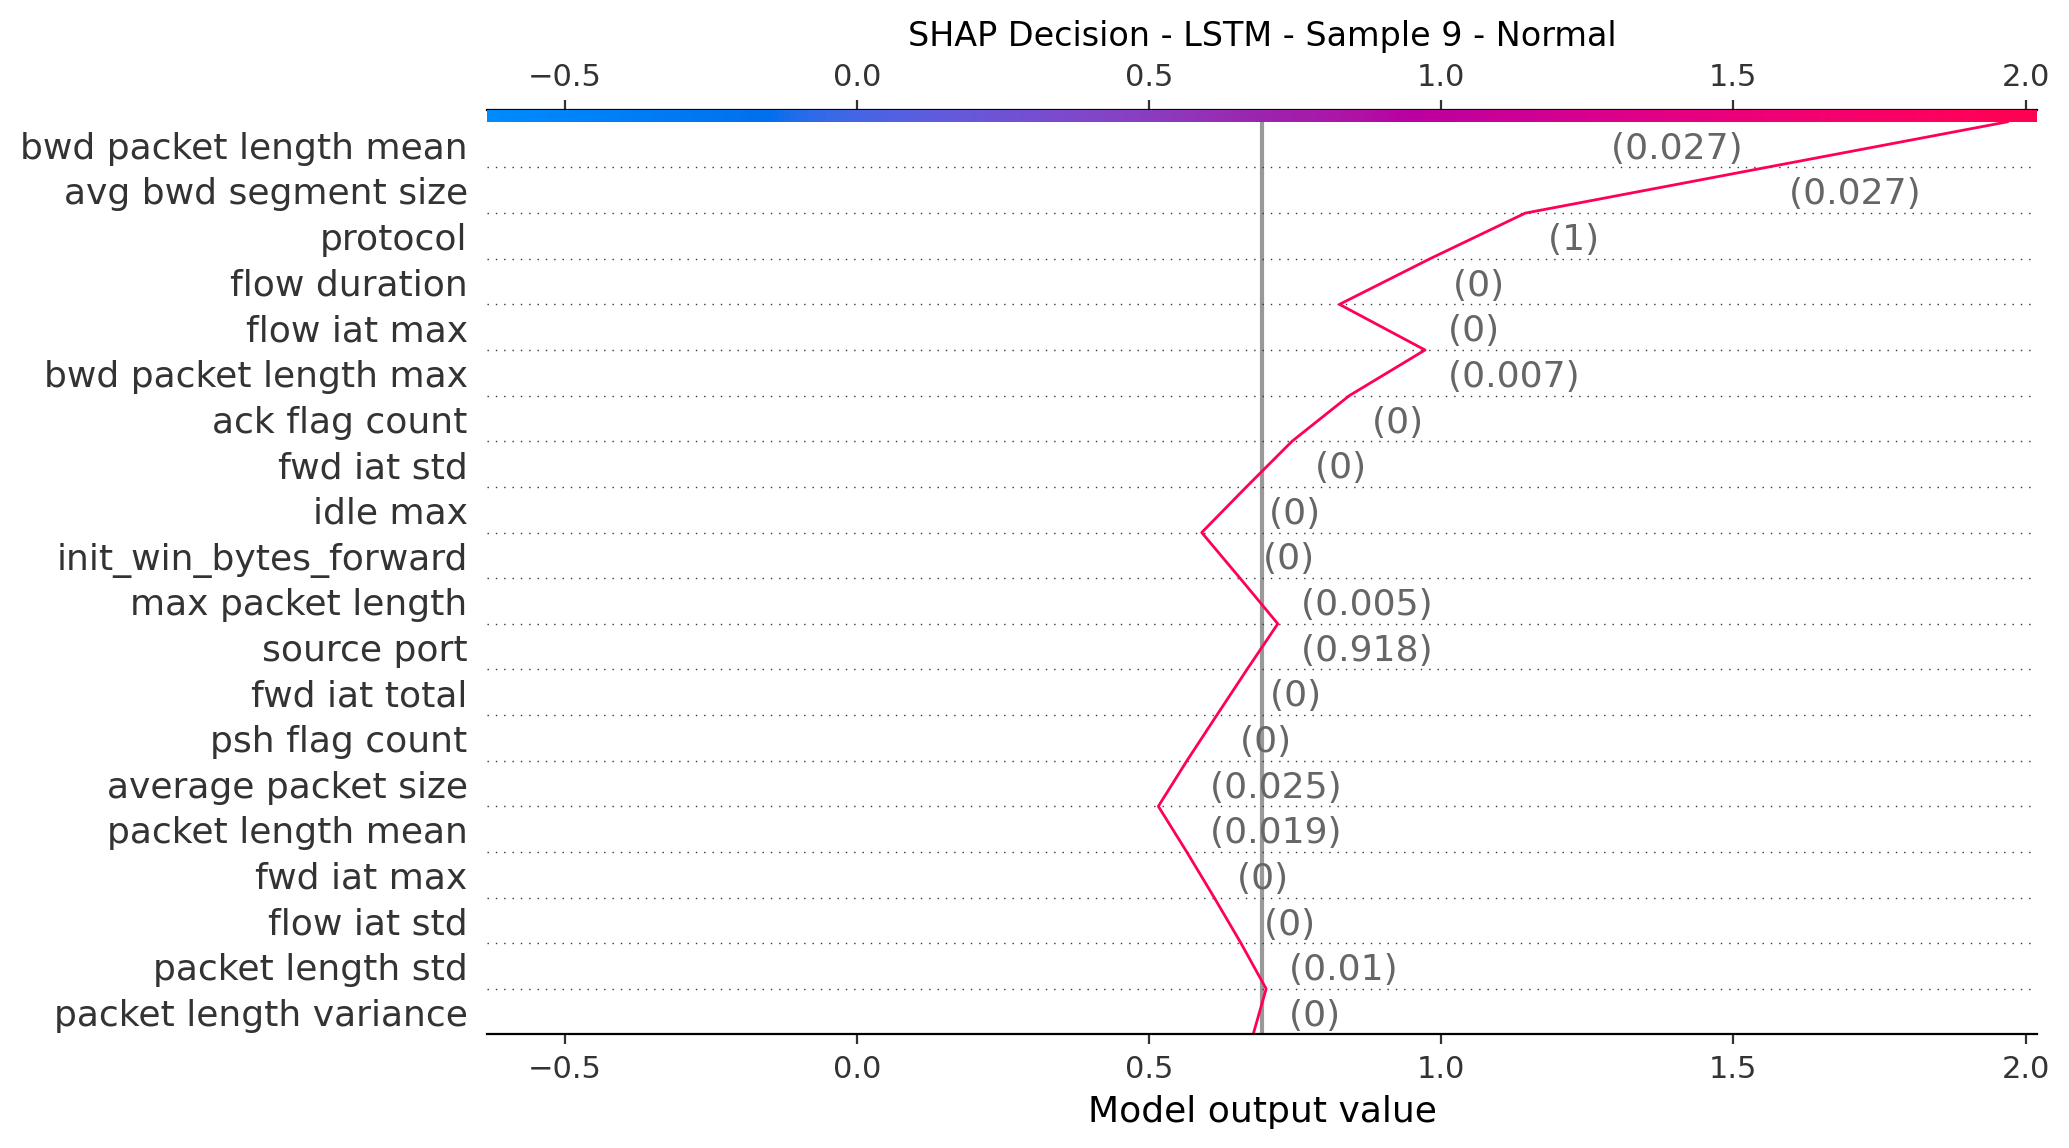 SHAP Decision - LSTM - Sample 9 - Normal
−0.5 0.0 0.5 1.0 1.5 2.0
bwd packet length mean (0.027)
avg bwd segment size (0.027)
protocol (1)
flow duration (0)
flow iat max (0)
bwd packet length max (0.007)
ack flag count (0)
fwd iat std (0)
idle max (0)
init_win_bytes_forward (0)
max packet length (0.005)
source port (0.918)
fwd iat total (0)
psh flag count (0)
average packet size (0.025)
packet length mean (0.019)
fwd iat max (0)
flow iat std (0)
packet length std (0.01)
packet length variance (0)
−0.5 0.0 0.5 1.0 1.5 2.0
Model output value